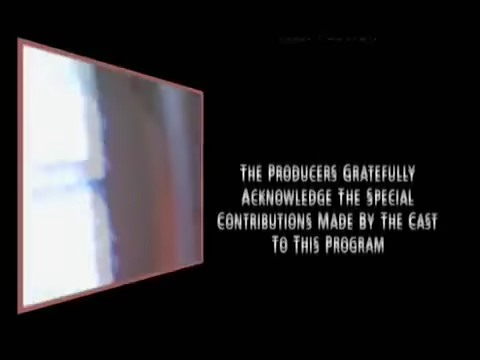 The Producers Gratefully
Acknowledge The Special
Contributions Made By The Cast
To This Program